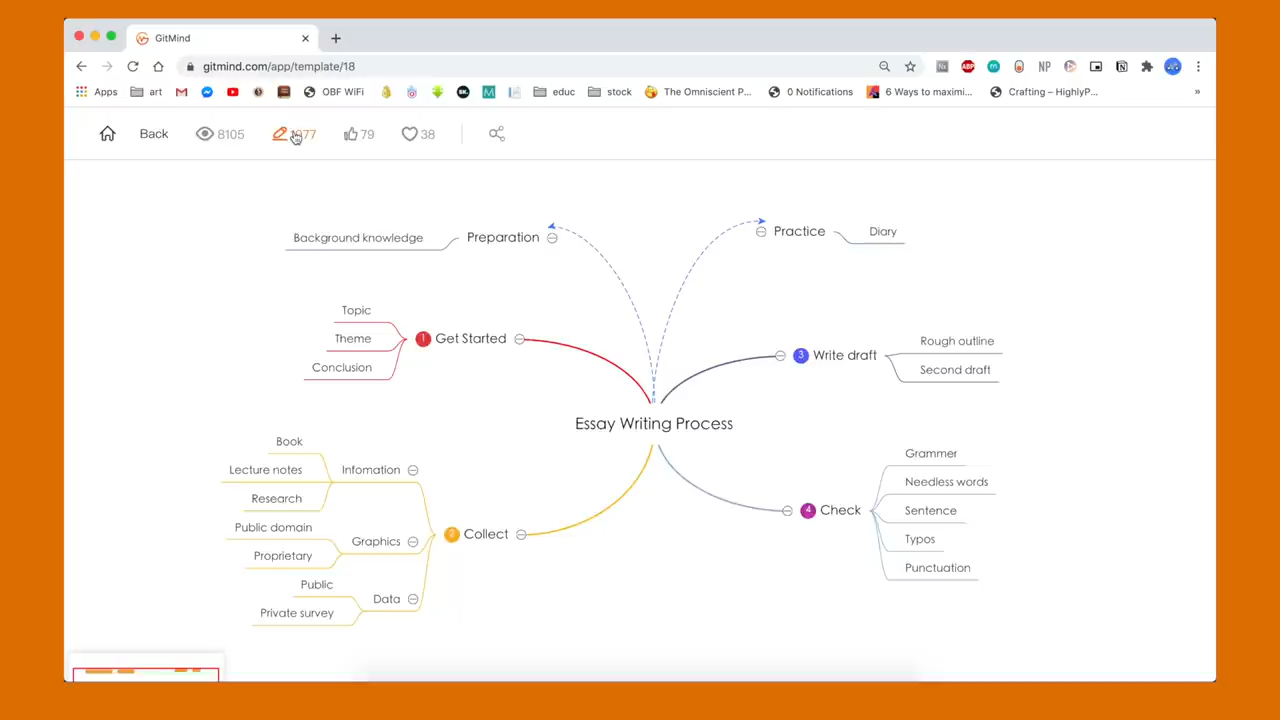 GitMind
gitmind.com/app/template/18
Apps
art
OBF WiFi
educ
stock
The Omniscient P...
0 Notifications
6 Ways to maximi...
Crafting – HighlyP...
»
Back
8105
79
38
Background knowledge
Preparation
Practice
Diary
Topic
Theme
Conclusion
1 Get Started
3 Write draft
Rough outline
Second draft
Essay Writing Process
Book
Lecture notes
Research
Infomation
Public domain
Proprietary
Graphics
Public
Private survey
Data
2 Collect
4 Check
Grammer
Needless words
Sentence
Typos
Punctuation